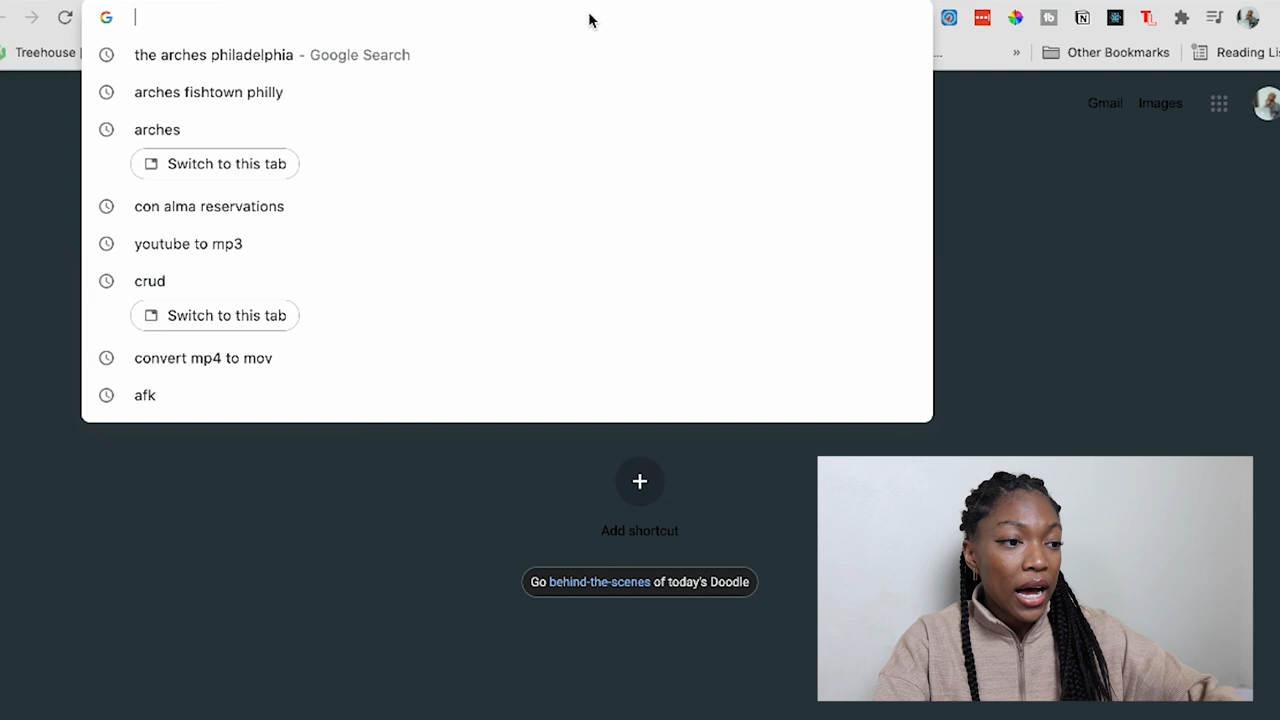 the arches philadelphia - Google Search
Treehouse
...
»
Other Bookmarks
arches fishtown philly
Gmail
Images
arches
Switch to this tab
con alma reservations
youtube to mp3
crud
Switch to this tab
convert mp4 to mov
afk
Add shortcut
Go behind-the-scenes of today's Doodle